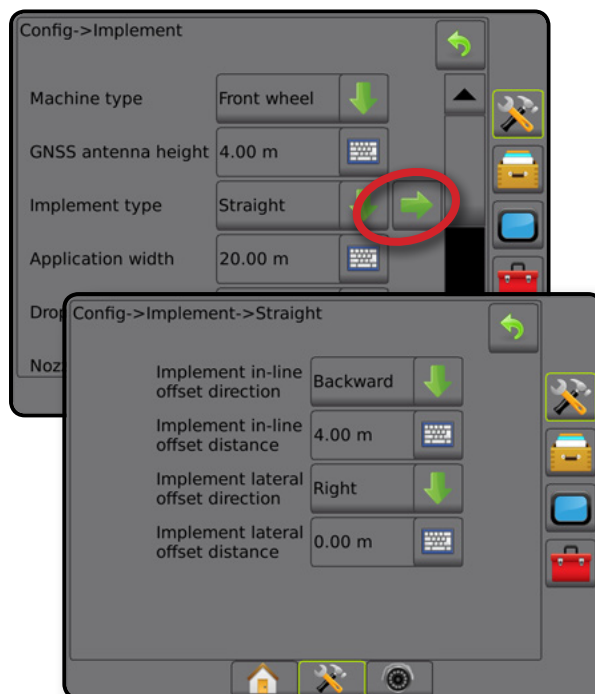 Config->Implement
Machine type
Front wheel
GNSS antenna height
4.00 m
Implement type
Straight
Application width
20.00 m
Config->Implement->Straight
Implement in-line
offset direction
Backward
Implement in-line
offset distance
4.00 m
Implement lateral
offset direction
Right
Implement lateral
offset distance
0.00 m